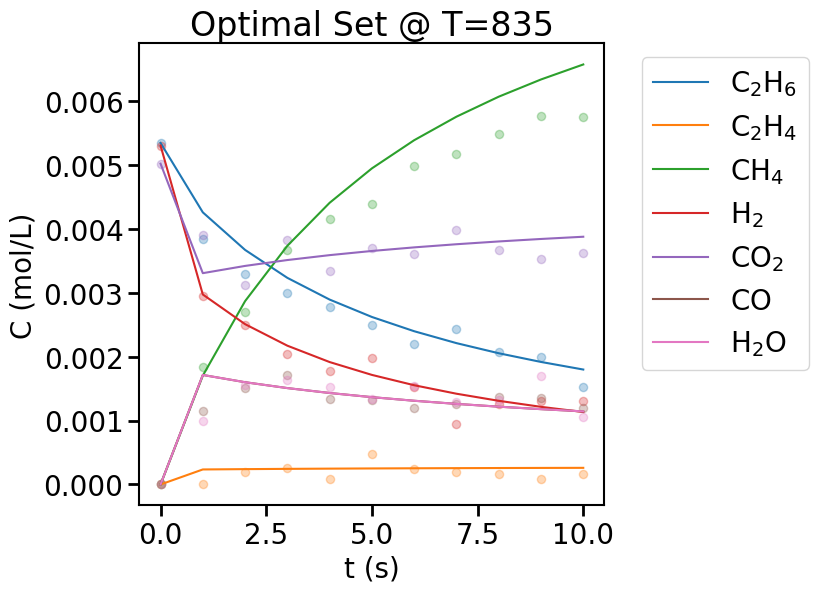 Optimal Set @ T=835
C (mol/L)
0.006
0.005
0.004
0.003
0.002
0.001
0.000
0.0 2.5 5.0 7.5 10.0
t (s)
C₂H₆
C₂H₄
CH₄
H₂
CO₂
CO
H₂O